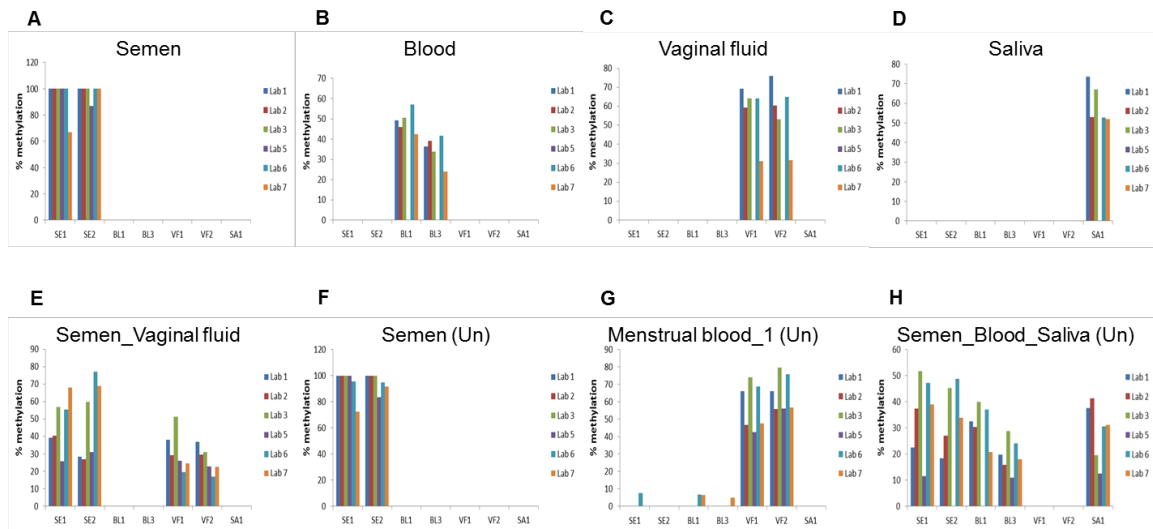 A
Semen
% methylation
120
100
80
60
40
20
0
SE1 SE2 BL1 BL3 VF1 VF2 SA1
Lab 1
Lab 2
Lab 3
Lab 5
Lab 6
Lab 7
B
Blood
% methylation
70
60
50
40
30
20
10
0
SE1 SE2 BL1 BL3 VF1 VF2 SA1
Lab 1
Lab 2
Lab 3
Lab 5
Lab 6
Lab 7
C
Vaginal fluid
% methylation
80
70
60
50
40
30
20
10
0
SE1 SE2 BL1 BL3 VF1 VF2 SA1
Lab 1
Lab 2
Lab 3
Lab 5
Lab 6
Lab 7
D
Saliva
% methylation
80
70
60
50
40
30
20
10
0
SE1 SE2 BL1 BL3 VF1 VF2 SA1
Lab 1
Lab 2
Lab 3
Lab 5
Lab 6
Lab 7
E
Semen_Vaginal fluid
% methylation
90
80
70
60
50
40
30
20
10
0
SE1 SE2 BL1 BL3 VF1 VF2 SA1
Lab 1
Lab 2
Lab 3
Lab 5
Lab 6
Lab 7
F
Semen (Un)
% methylation
120
100
80
60
40
20
0
SE1 SE2 BL1 BL3 VF1 VF2 SA1
Lab 1
Lab 2
Lab 3
Lab 5
Lab 6
Lab 7
G
Menstrual blood_1 (Un)
% methylation
90
80
70
60
50
40
30
20
10
0
SE1 SE2 BL1 BL3 VF1 VF2 SA1
Lab 1
Lab 2
Lab 3
Lab 5
Lab 6
Lab 7
H
Semen_Blood_Saliva (Un)
% methylation
60
50
40
30
20
10
0
SE1 SE2 BL1 BL3 VF1 VF2 SA1
Lab 1
Lab 2
Lab 3
Lab 5
Lab 6
Lab 7